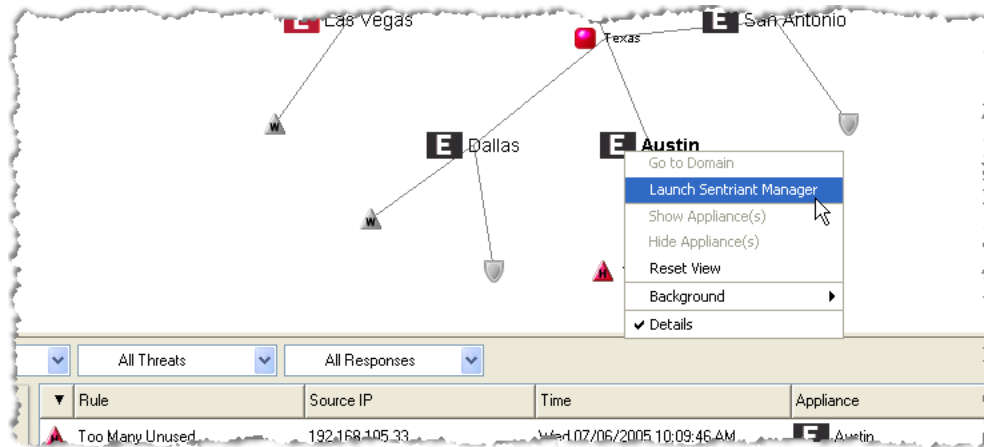 E Las Vegas
E San Antonio
Texas
W
E Dallas
E Austin
Go to Domain
Launch Sentriant Manager
Show Appliance(s)
Hide Appliance(s)
Reset View
Background
Details
W
H
All Threats
All Responses
Rule
Source IP
Time
Appliance
H Too Many Unused
192.168.105.33
Wed 07/06/2005 10:09:46 AM
E Austin